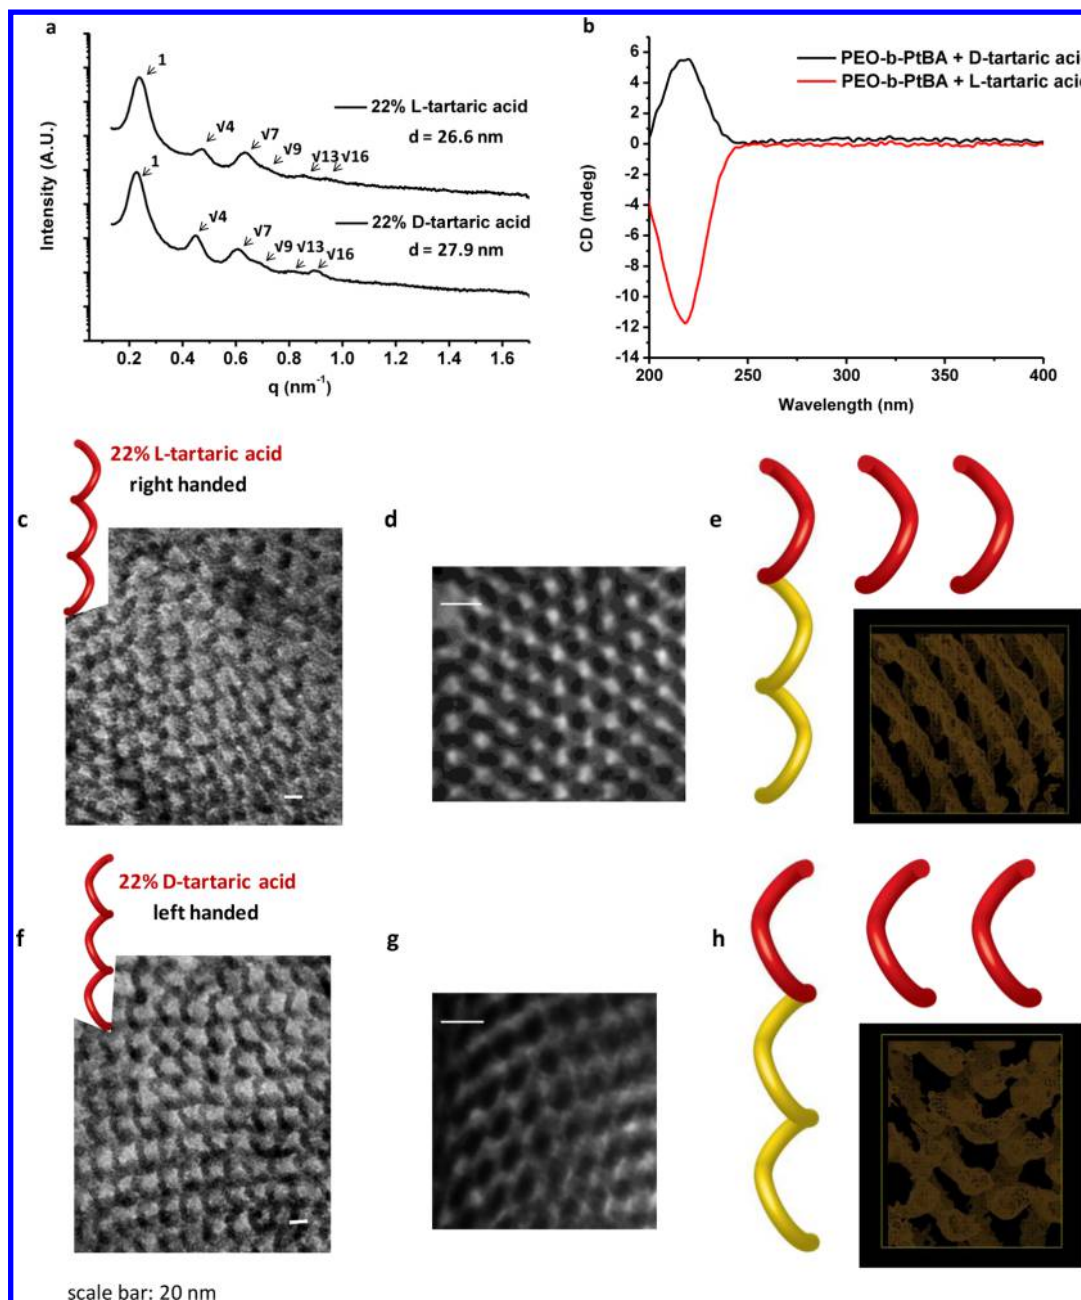 a
1
√4
√7
√9
√13
√16
22% L-tartaric acid
d = 26.6 nm
1
√4
√7
√9
√13
√16
22% D-tartaric acid
d = 27.9 nm
Intensity (A.U.)
0.2 0.4 0.6 0.8 1.0 1.2 1.4 1.6
q (nm⁻¹)
b
PEO-b-PtBA + D-tartaric acid
PEO-b-PtBA + L-tartaric acid
6
4
2
0
-2
-4
-6
-8
-10
-12
-14
CD (mdeg)
200 250 300 350 400
Wavelength (nm)
22% L-tartaric acid
right handed
c
d
e
22% D-tartaric acid
left handed
f
g
h
scale bar: 20 nm